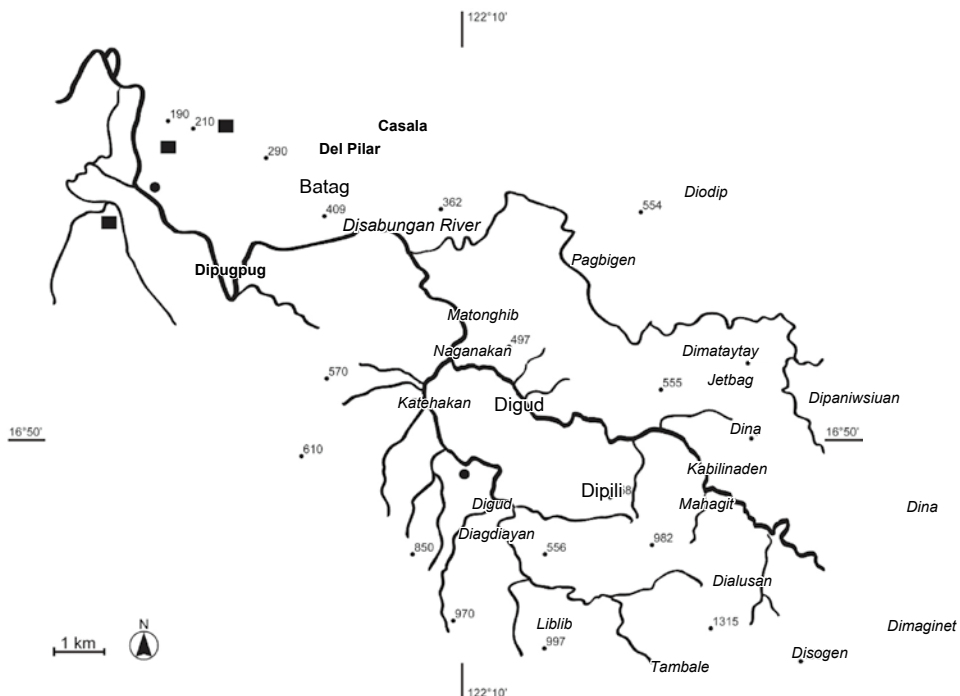 122°10'
190
210
Casala
Del Pilar
290
Batag
409
362
554
Diodip
Disabungan River
Pagbigen
Dipugpug
Matonghib
497
Naganakan
Dimataytay
570
555
Jetbag
Katehakan
Digud
Dipaniwsiuan
16°50'
Dina
16°50'
610
Kabilinaden
Dipili
Digud
Mahagit
Dina
Diagdiayan
850
556
982
Dialusan
970
Liblib
1315
Dimaginet
N
1 km
997
Disogen
Tambale
122°10'